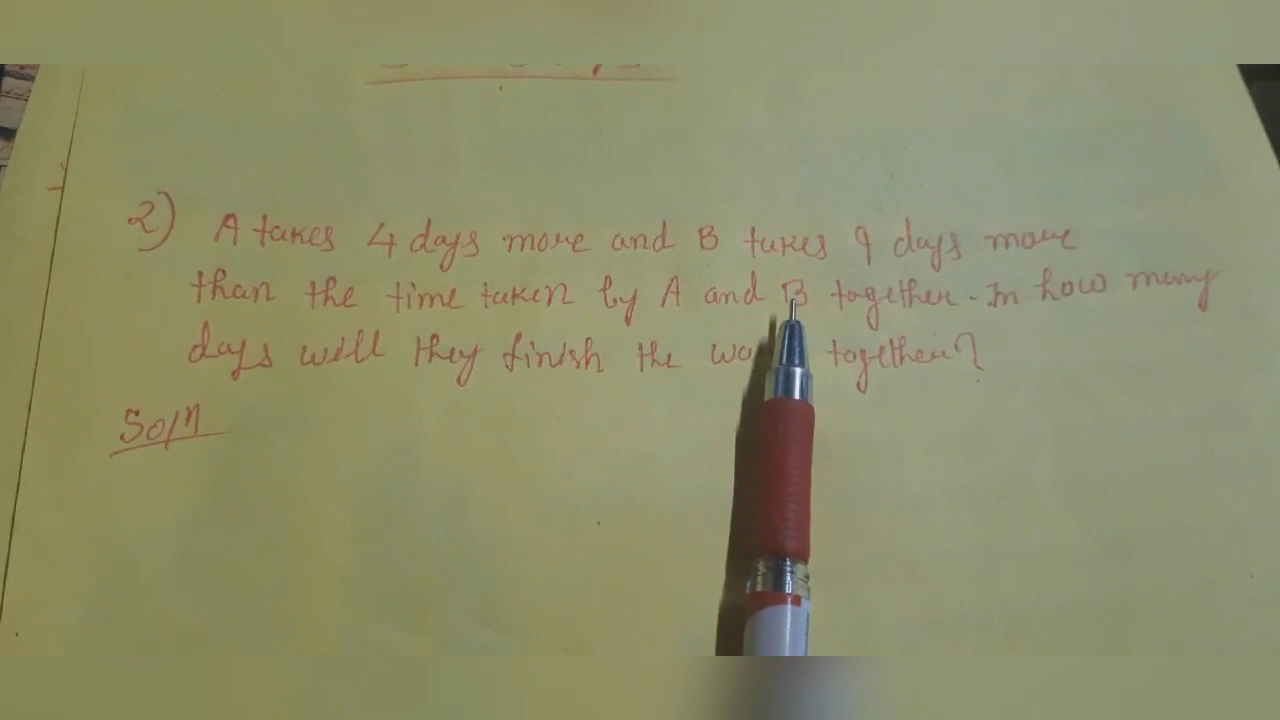 2) A takes 4 days more and B takes 9 days more
than the time taken by A and B together. In how many
days will they finish the together?
Soln